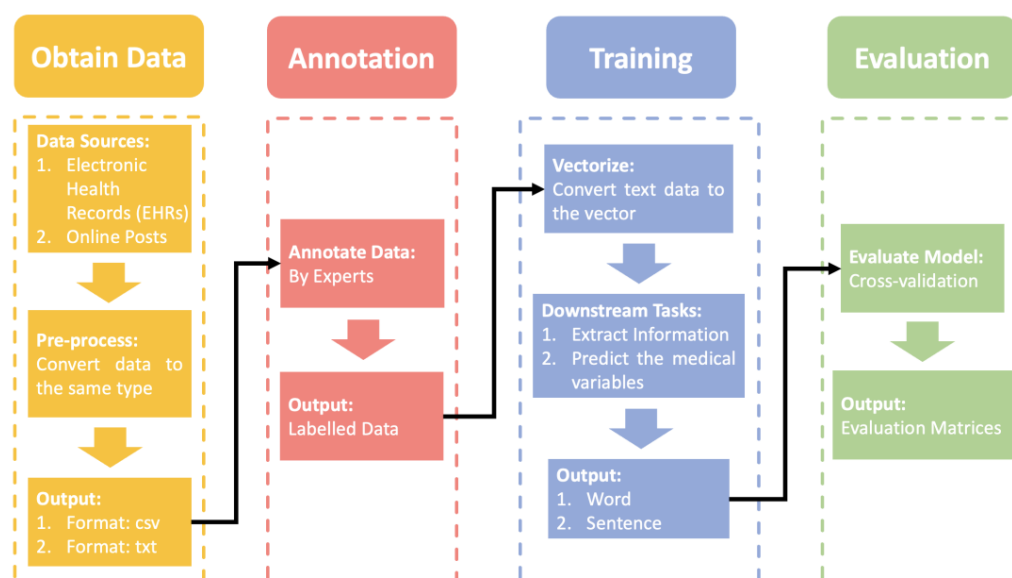 Obtain Data
Data Sources:
1. Electronic
Health
Records (EHRs)
2. Online Posts
Pre-process:
Convert data to
the same type
Output:
1. Format: csv
2. Format: txt
Annotation
Annotate Data:
By Experts
Output:
Labelled Data
Training
Vectorize:
Convert text data to
the vector
Downstream Tasks:
1. Extract Information
2. Predict the medical
variables
Output:
1. Word
2. Sentence
Evaluation
Evaluate Model:
Cross-validation
Output:
Evaluation Matrices